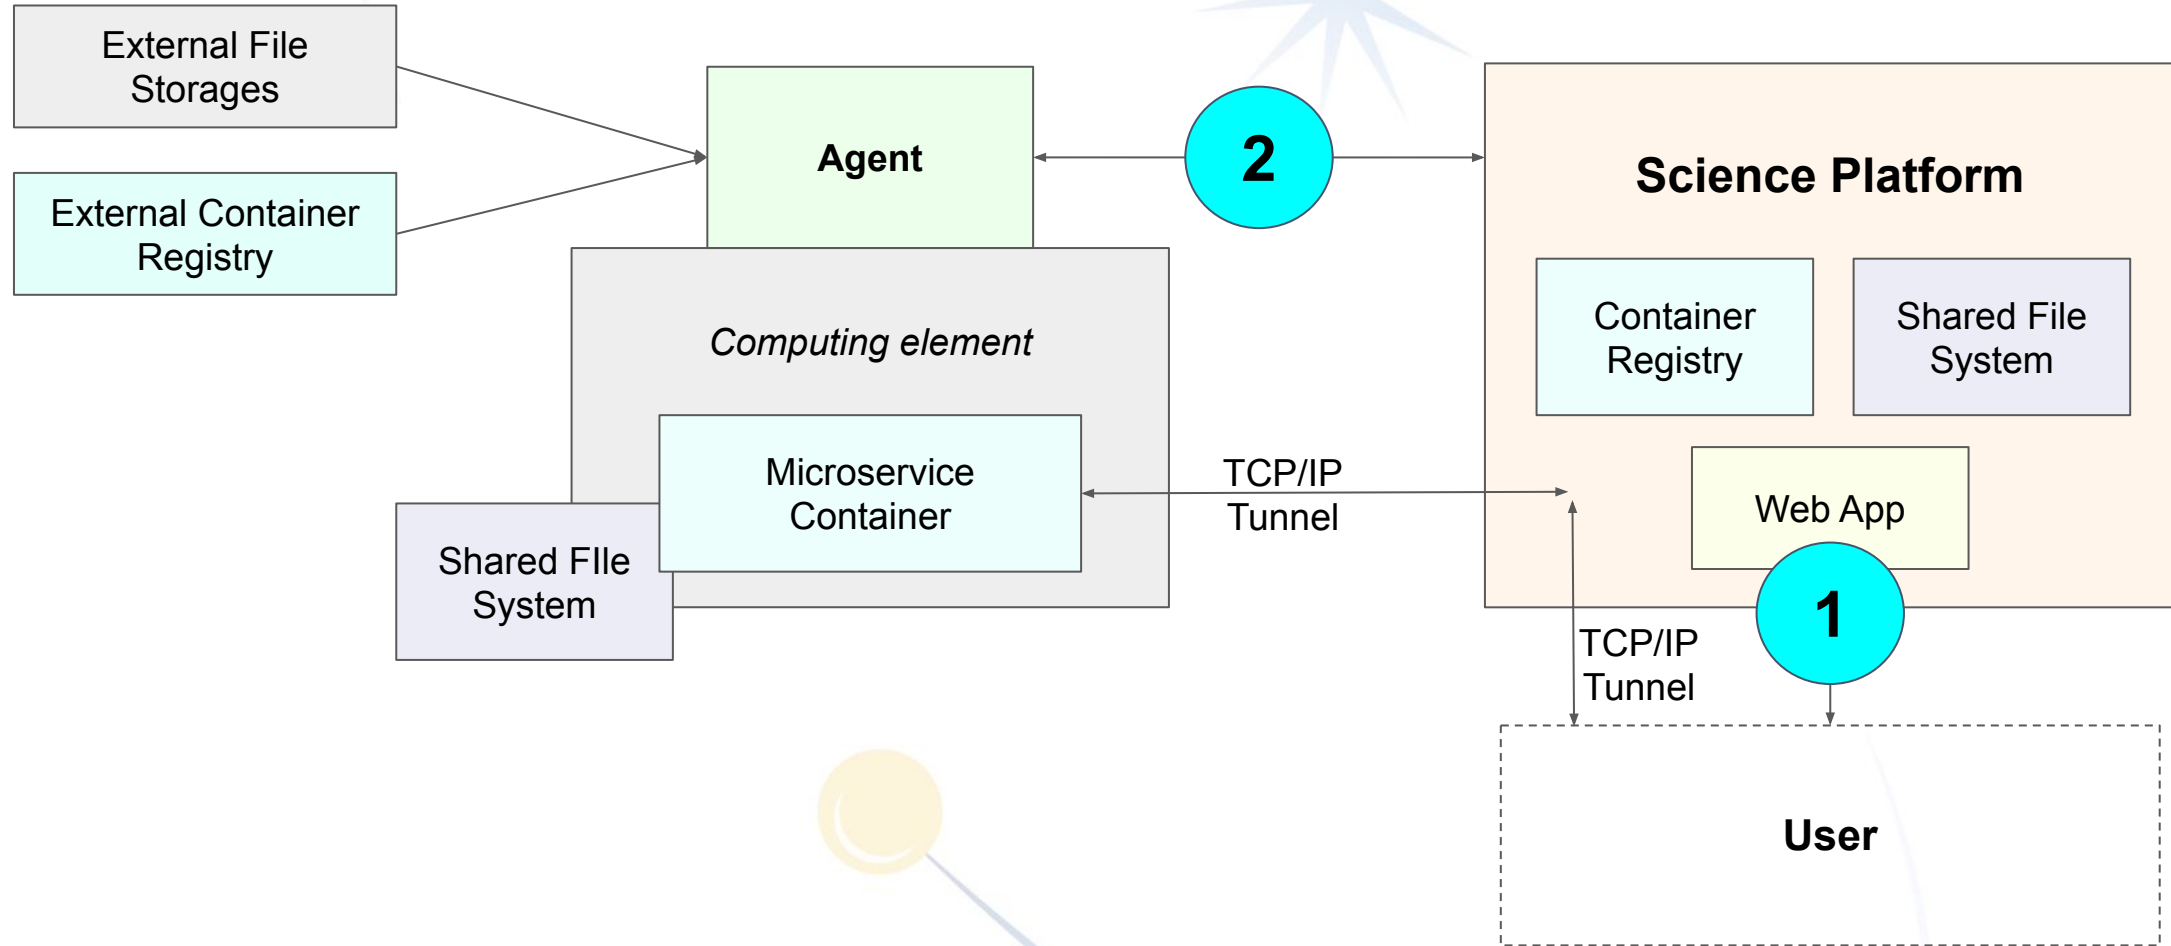 External File
Storages
External Container
Registry
Agent
2
Science Platform
Computing element
Container
Registry
Shared File
System
Microservice
Container
Shared FIle
System
TCP/IP
Tunnel
Web App
1
TCP/IP
Tunnel
User